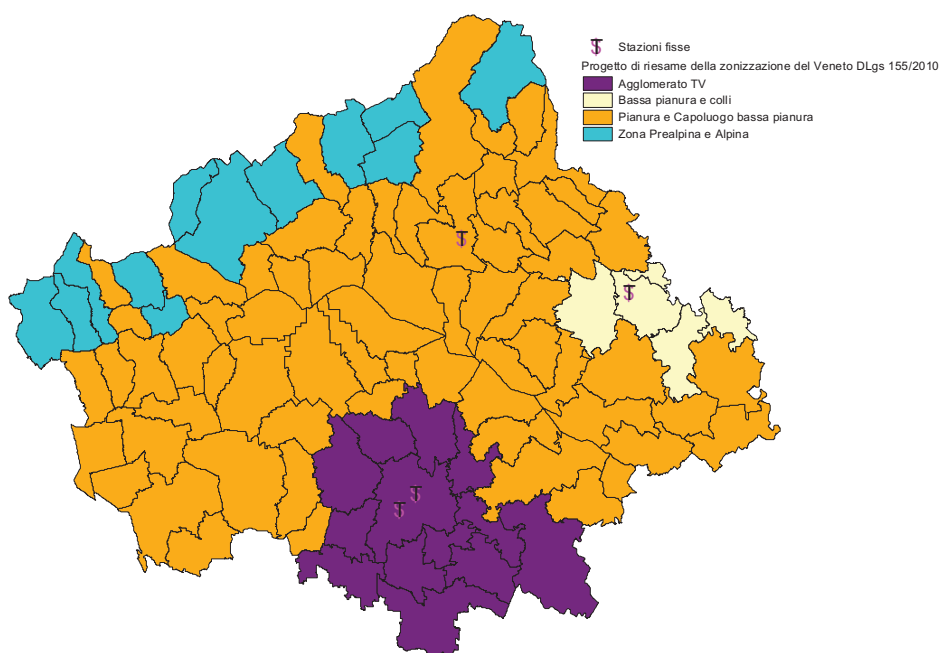 Stazioni fisse
Progetto di riesame della zonizzazione del Veneto DLgs 155/2010
Agglomerato TV
Bassa pianura e colli
Pianura e Capoluogo bassa pianura
Zona Prealpina e Alpina